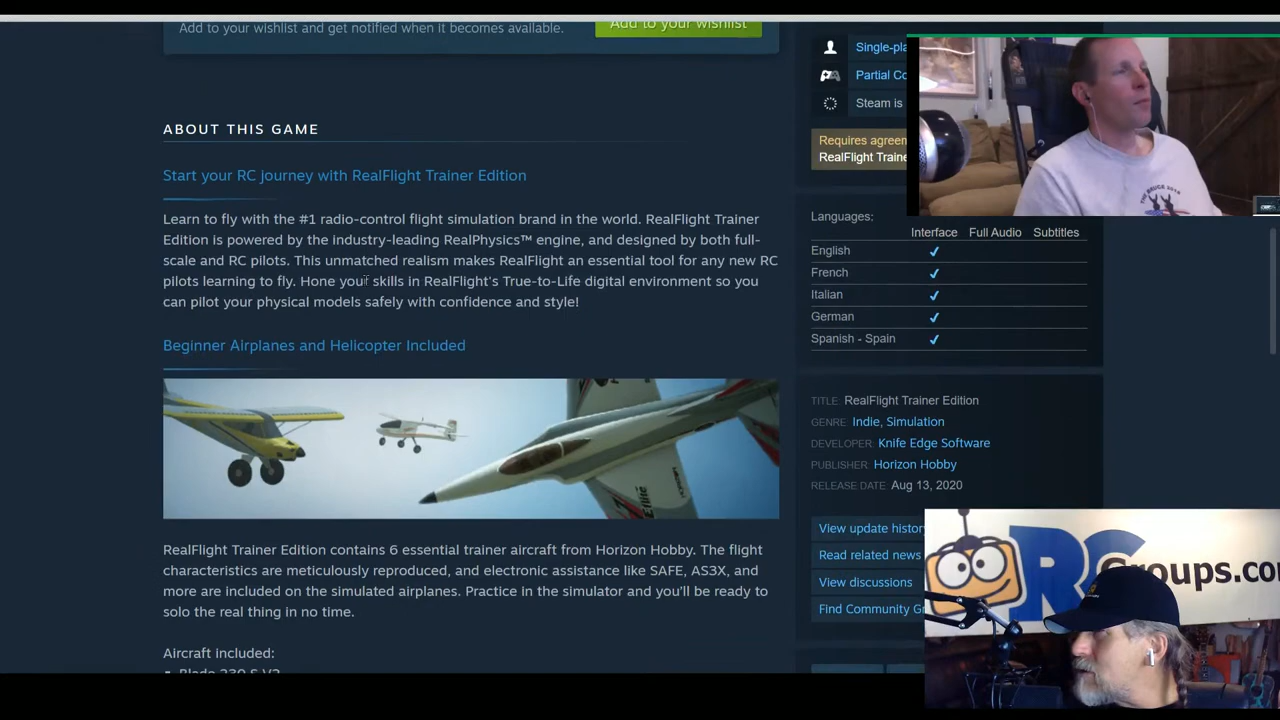 Add to your wishlist and get notified when it becomes available.
Add to your wishlist
ABOUT THIS GAME
Start your RC journey with RealFlight Trainer Edition
Learn to fly with the #1 radio-control flight simulation brand in the world. RealFlight Trainer
Edition is powered by the industry-leading RealPhysics™ engine, and designed by both full-
scale and RC pilots. This unmatched realism makes RealFlight an essential tool for any new RC
pilots learning to fly. Hone your skills in RealFlight's True-to-Life digital environment so you
can pilot your physical models safely with confidence and style!
Beginner Airplanes and Helicopter Included
RealFlight Trainer Edition contains 6 essential trainer aircraft from Horizon Hobby. The flight
characteristics are meticulously reproduced, and electronic assistance like SAFE, AS3X, and
more are included on the simulated airplanes. Practice in the simulator and you'll be ready to
solo the real thing in no time.
Aircraft included:
Blade 230 S V2
Single-pla
Partial Co
Steam is
Requires agreem
RealFlight Traine
Languages:
Interface Full Audio Subtitles
English ✓
French ✓
Italian ✓
German ✓
Spanish - Spain ✓
TITLE: RealFlight Trainer Edition
GENRE: Indie, Simulation
DEVELOPER: Knife Edge Software
PUBLISHER: Horizon Hobby
RELEASE DATE: Aug 13, 2020
View update history
Read related news
View discussions
Find Community Gr
RCGroups.com